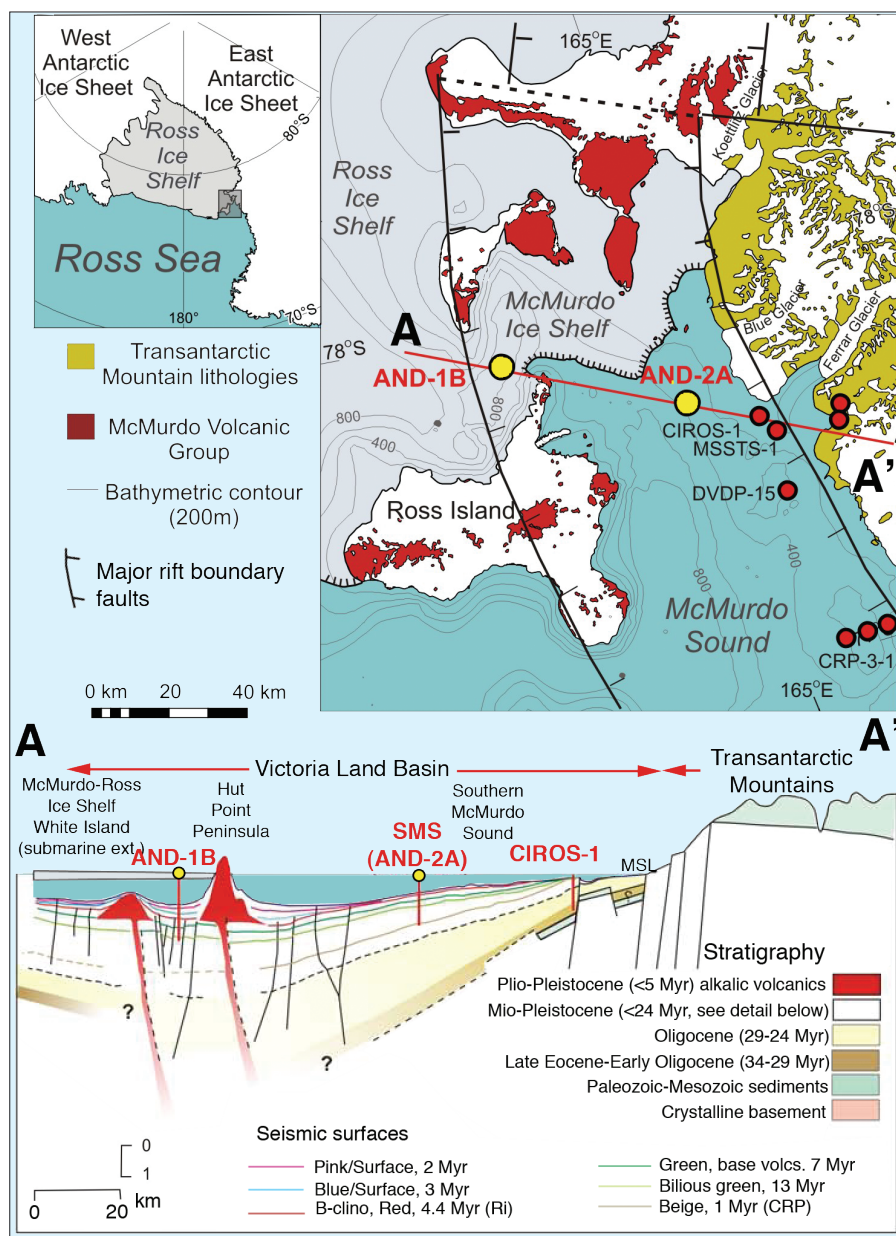 West
Antarctic
Ice Sheet
East
Antarctic
Ice Sheet
80°S
Ross
Ice
Shelf
Ross Sea
180°
70°S
165°E
Koettlitz Glacier
Ross
Ice
Shelf
78°S
McMurdo
Ice Shelf
Blue Glacier
Ferrar Glacier
A
78°S
AND-1B
AND-2A
800
800
400
CIROS-1
MSSTS-1
A'
DVDP-15
Ross Island
400
800
McMurdo
Sound
CRP-3-1
165°E
Transantarctic
Mountain lithologies
McMurdo Volcanic
Group
Bathymetric contour
(200m)
Major rift boundary
faults
0 km 20 40 km
A
A'
Victoria Land Basin
Transantarctic
Mountains
McMurdo-Ross
Ice Shelf
White Island
(submarine ext.)
Hut
Point
Peninsula
Southern
McMurdo
Sound
AND-1B
SMS
(AND-2A)
CIROS-1
MSL
?
?
Stratigraphy
Plio-Pleistocene (<5 Myr) alkalic volcanics
Mio-Pleistocene (<24 Myr, see detail below)
Oligocene (29-24 Myr)
Late Eocene-Early Oligocene (34-29 Myr)
Paleozoic-Mesozoic sediments
Crystalline basement
Seismic surfaces
Pink/Surface, 2 Myr
Blue/Surface, 3 Myr
B-clino, Red, 4.4 Myr (Ri)
Green, base volcs. 7 Myr
Bilious green, 13 Myr
Beige, 1 Myr (CRP)
0
1
km
0 20